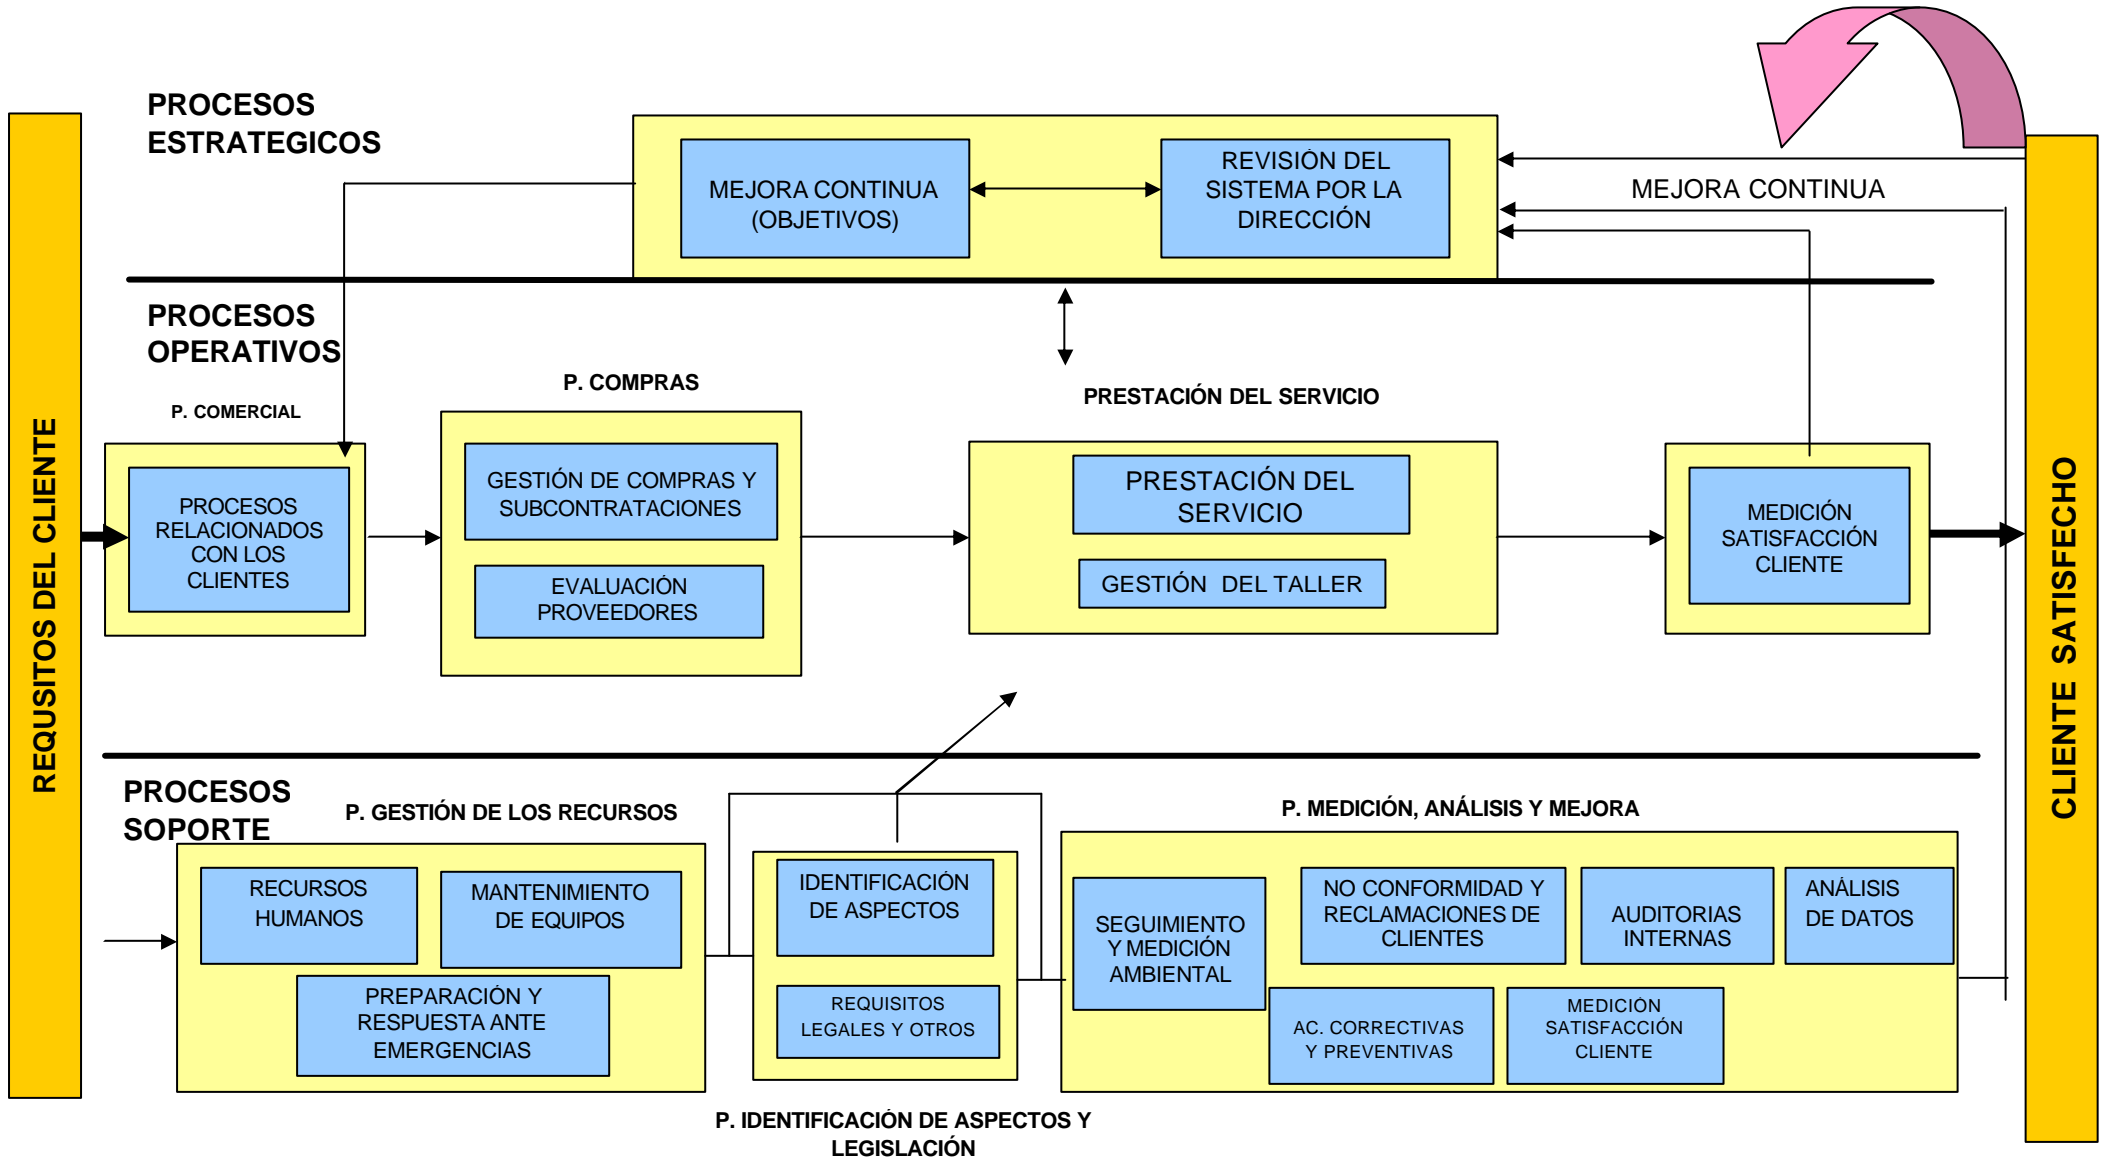 PROCESOS
ESTRATEGICOS
MEJORA CONTINUA
(OBJETIVOS)
REVISIÓN DEL
SISTEMA POR LA
DIRECCIÓN
MEJORA CONTINUA
REQUSITOS DEL CLIENTE
CLIENTE SATISFECHO
PROCESOS
OPERATIVOS
P. COMERCIAL
PROCESOS
RELACIONADOS
CON LOS
CLIENTES
P. COMPRAS
GESTIÓN DE COMPRAS Y
SUBCONTRATACIONES
EVALUACIÓN
PROVEEDORES
PRESTACIÓN DEL SERVICIO
PRESTACIÓN DEL
SERVICIO
GESTIÓN DEL TALLER
MEDICIÓN
SATISFACCIÓN
CLIENTE
PROCESOS
SOPORTE
P. GESTIÓN DE LOS RECURSOS
RECURSOS
HUMANOS
MANTENIMIENTO
DE EQUIPOS
PREPARACIÓN Y
RESPUESTA ANTE
EMERGENCIAS
IDENTIFICACIÓN
DE ASPECTOS
REQUISITOS
LEGALES Y OTROS
P. IDENTIFICACIÓN DE ASPECTOS Y
LEGISLACIÓN
P. MEDICIÓN, ANÁLISIS Y MEJORA
SEGUIMIENTO
Y MEDICIÓN
AMBIENTAL
NO CONFORMIDAD Y
RECLAMACIONES DE
CLIENTES
AUDITORIAS
INTERNAS
ANÁLISIS
DE DATOS
AC. CORRECTIVAS
Y PREVENTIVAS
MEDICIÓN
SATISFACCIÓN
CLIENTE